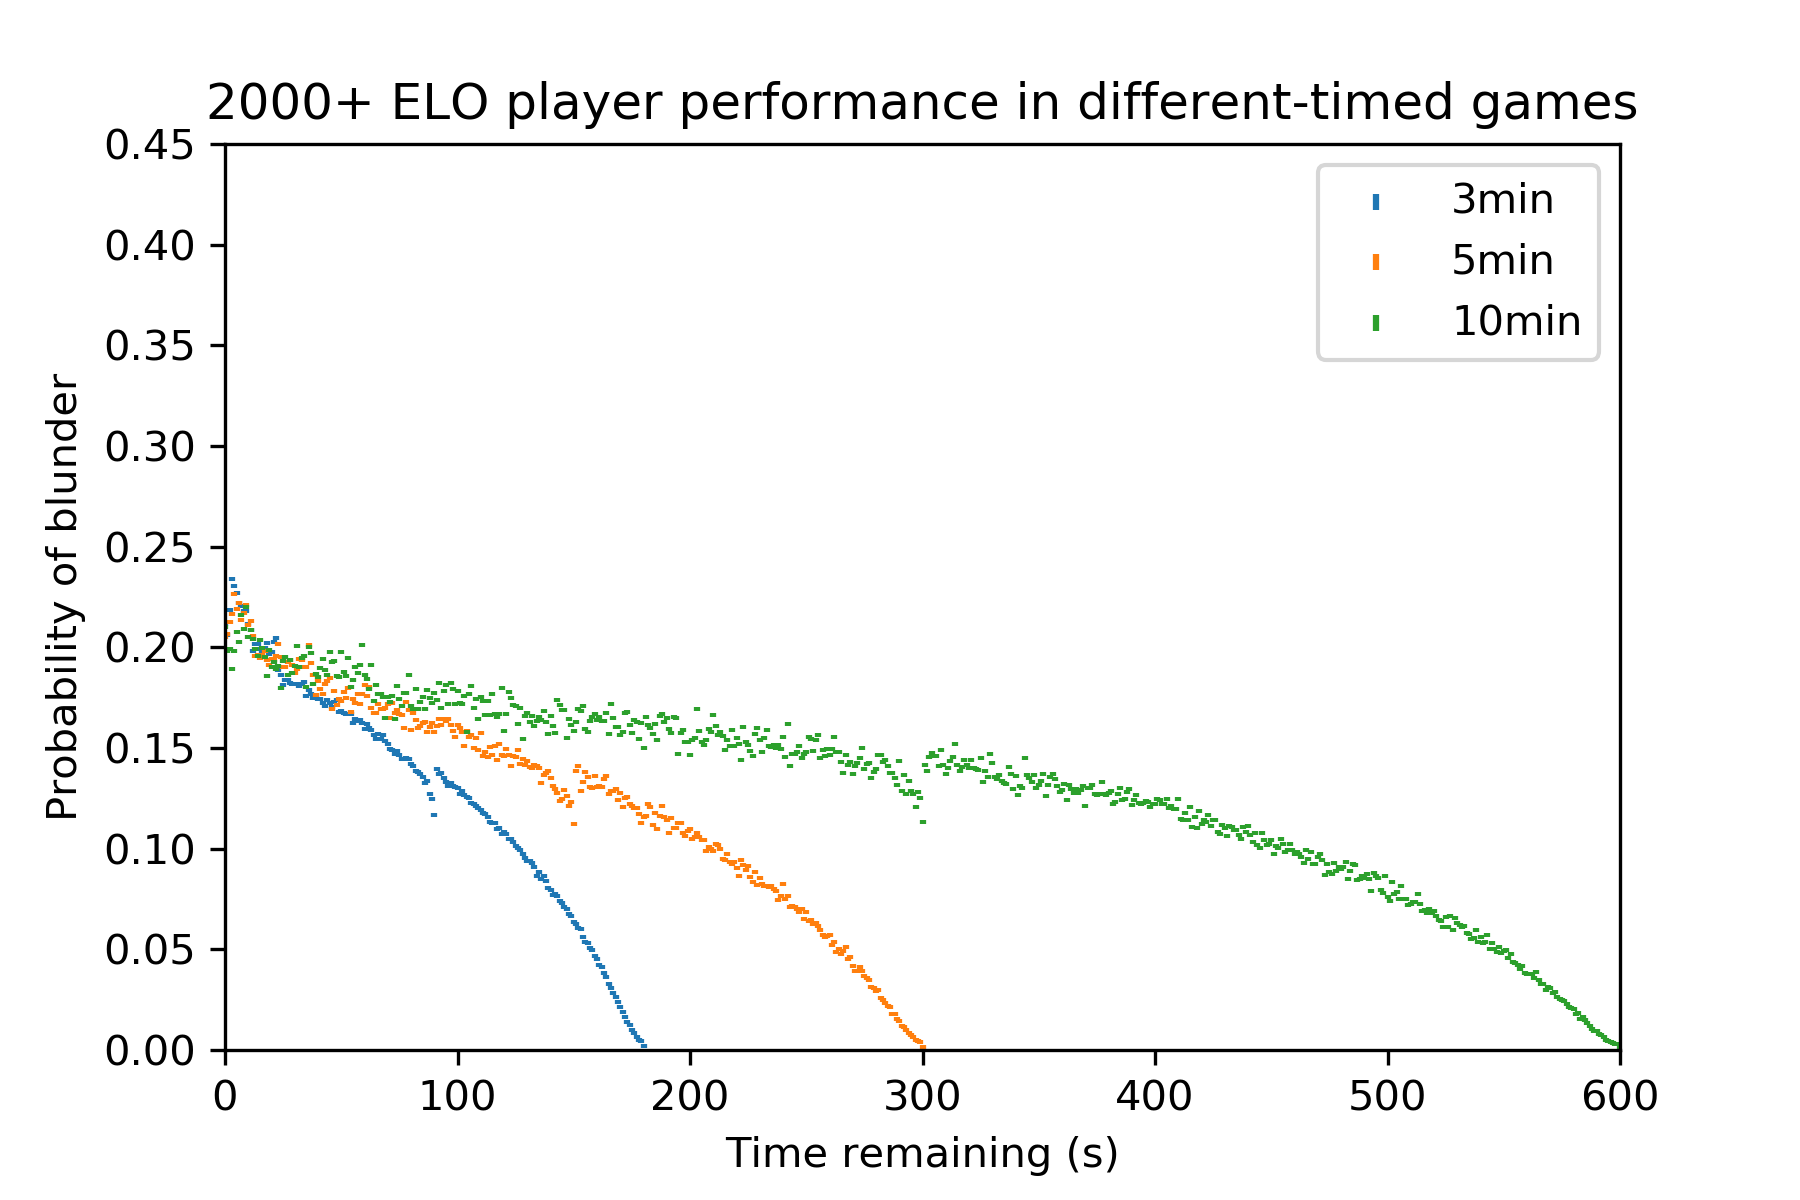 2000+ ELO player performance in different-timed games
0.45
0.40
0.35
0.30
0.25
0.20
0.15
0.10
0.05
0.00
Probability of blunder
3min
5min
10min
0 100 200 300 400 500 600
Time remaining (s)